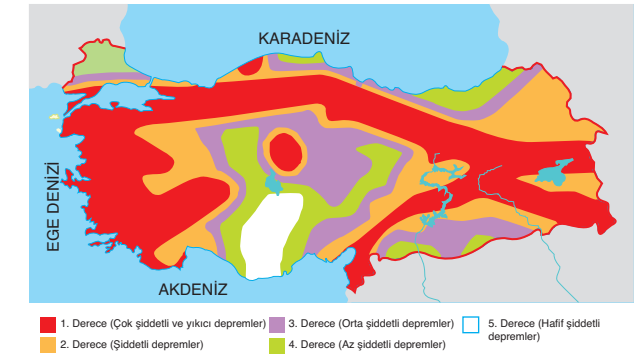 KARADENİZ
EGE DENİZİ
AKDENİZ
1. Derece (Çok şiddetli ve yıkıcı depremler)
2. Derece (Şiddetli depremler)
3. Derece (Orta şiddetli depremler)
4. Derece (Az şiddetli depremler)
5. Derece (Hafif şiddetli
depremler)